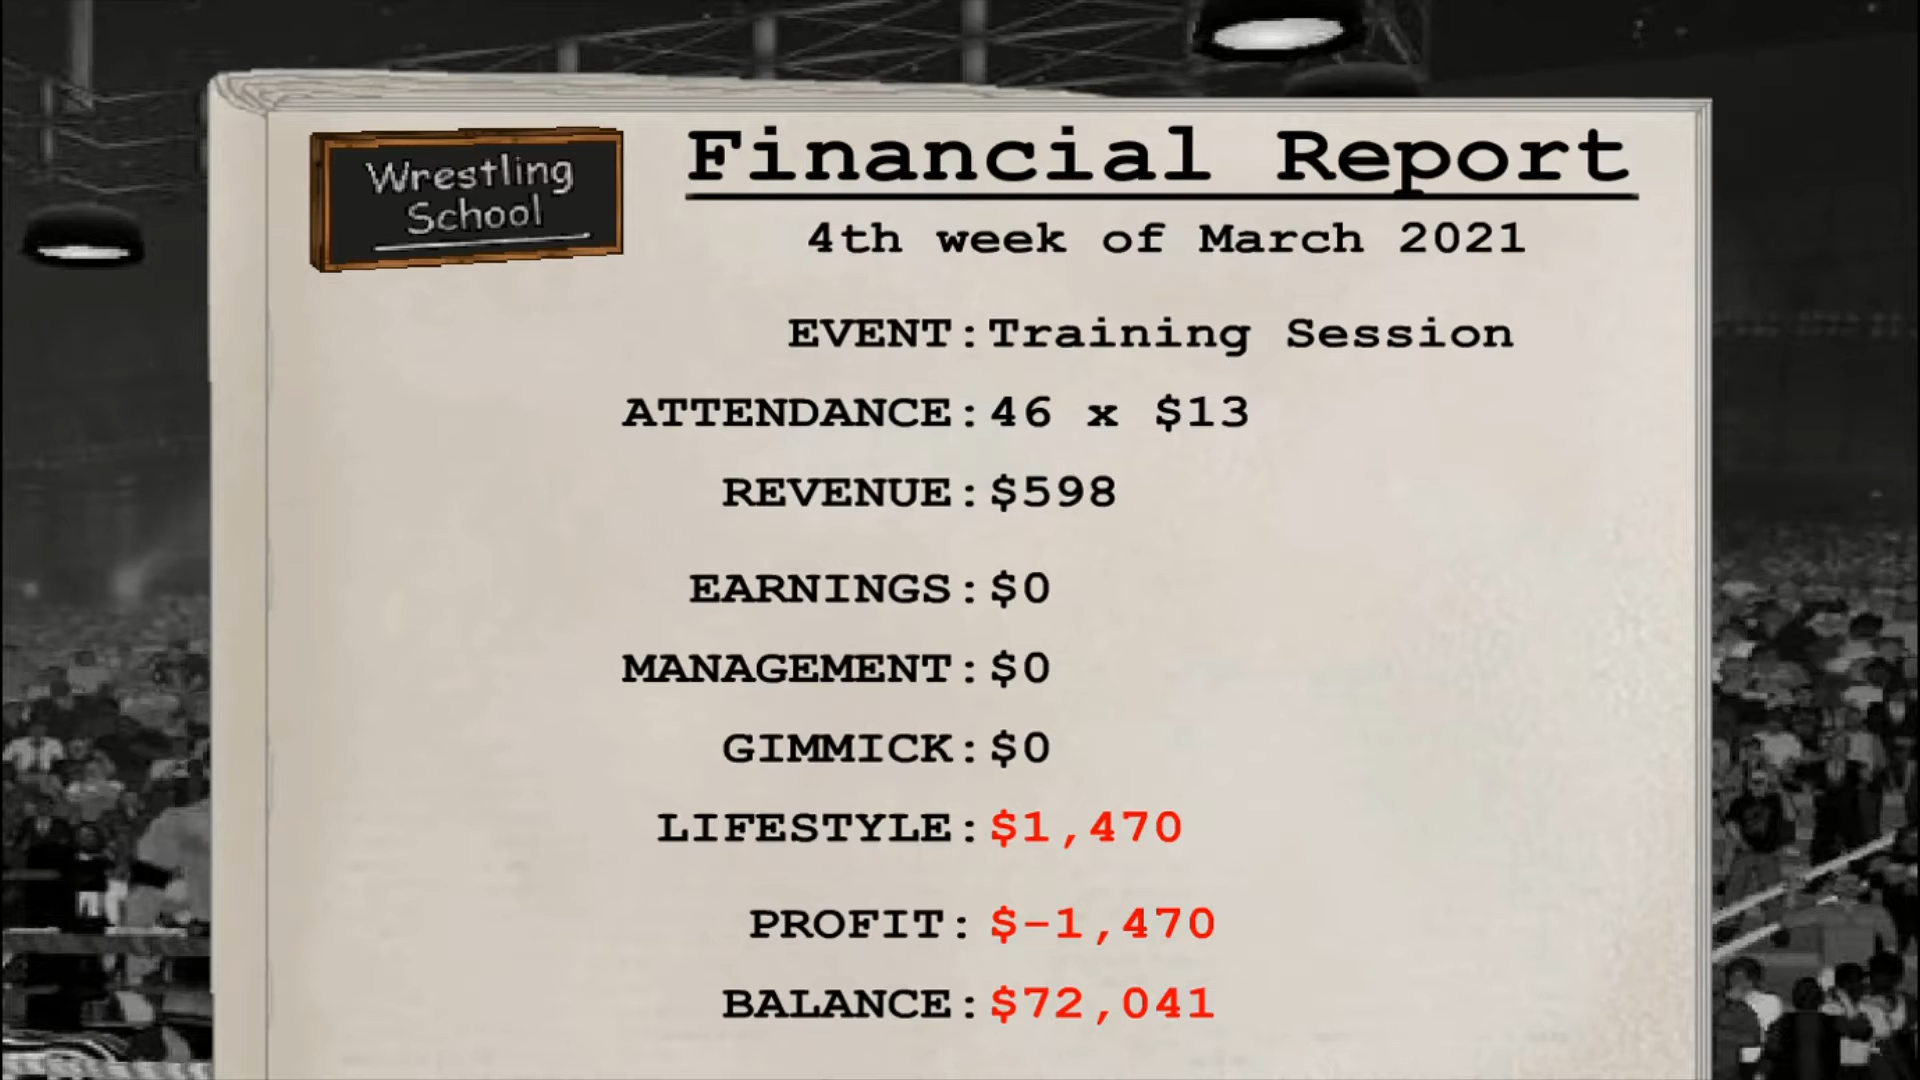 Wrestling
School
Financial Report
4th week of March 2021
EVENT: Training Session
ATTENDANCE: 46 x $13
REVENUE: $598
EARNINGS: $0
MANAGEMENT: $0
GIMMICK: $0
LIFESTYLE: $1,470
PROFIT: $-1,470
BALANCE: $72,041